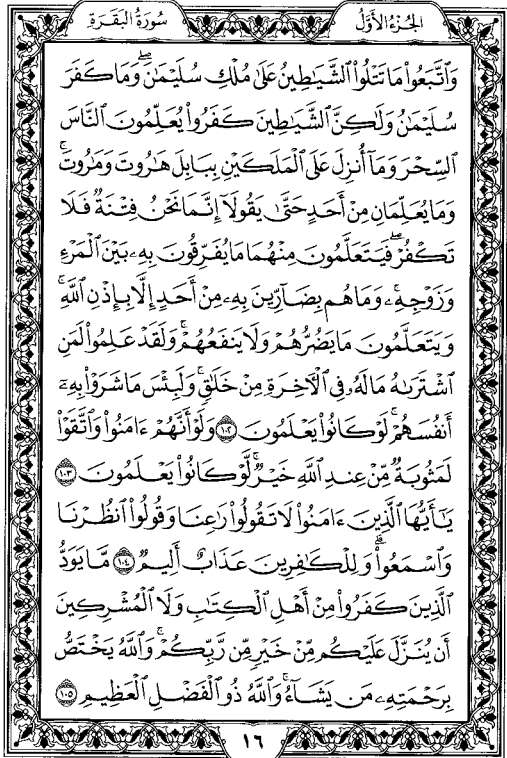 الجزء الأول سورة البقرة
وَاتَّبَعُوا مَا تَتْلُوا الشَّيَاطِينُ عَلَىٰ مُلْكِ سُلَيْمَانَ ۖ وَمَا كَفَرَ
سُلَيْمَانُ وَلَٰكِنَّ الشَّيَاطِينَ كَفَرُوا يُعَلِّمُونَ النَّاسَ
السِّحْرَ وَمَا أُنزِلَ عَلَى الْمَلَكَيْنِ بِبَابِلَ هَارُوتَ وَمَارُوتَ ۚ
وَمَا يُعَلِّمَانِ مِنْ أَحَدٍ حَتَّىٰ يَقُولَا إِنَّمَا نَحْنُ فِتْنَةٌ فَلَا
تَكْفُرْ ۖ فَيَتَعَلَّمُونَ مِنْهُمَا مَا يُفَرِّقُونَ بِهِ بَيْنَ الْمَرْءِ
وَزَوْجِهِ ۚ وَمَا هُم بِضَارِّينَ بِهِ مِنْ أَحَدٍ إِلَّا بِإِذْنِ اللَّهِ ۚ
وَيَتَعَلَّمُونَ مَا يَضُرُّهُمْ وَلَا يَنفَعُهُمْ ۚ وَلَقَدْ عَلِمُوا لَمَنِ
اشْتَرَاهُ مَا لَهُ فِي الْآخِرَةِ مِنْ خَلَاقٍ ۚ وَلَبِئْسَ مَا شَرَوْا بِهِ
أَنفُسَهُمْ ۚ لَوْ كَانُوا يَعْلَمُونَ ١٠٢ وَلَوْ أَنَّهُمْ ءَامَنُوا وَاتَّقَوْا
لَمَثُوبَةٌ مِّنْ عِندِ اللَّهِ خَيْرٌ ۖ لَّوْ كَانُوا يَعْلَمُونَ ١٠٣
يَا أَيُّهَا الَّذِينَ ءَامَنُوا لَا تَقُولُوا رَاعِنَا وَقُولُوا انظُرْنَا
وَاسْمَعُوا ۗ وَلِلْكَافِرِينَ عَذَابٌ أَلِيمٌ ١٠٤ مَّا يَوَدُّ
الَّذِينَ كَفَرُوا مِنْ أَهْلِ الْكِتَابِ وَلَا الْمُشْرِكِينَ
أَن يُنَزَّلَ عَلَيْكُم مِّنْ خَيْرٍ مِّن رَّبِّكُمْ ۗ وَاللَّهُ يَخْتَصُّ
بِرَحْمَتِهِ مَن يَشَاءُ ۚ وَاللَّهُ ذُو الْفَضْلِ الْعَظِيمِ ١٠٥
١٦